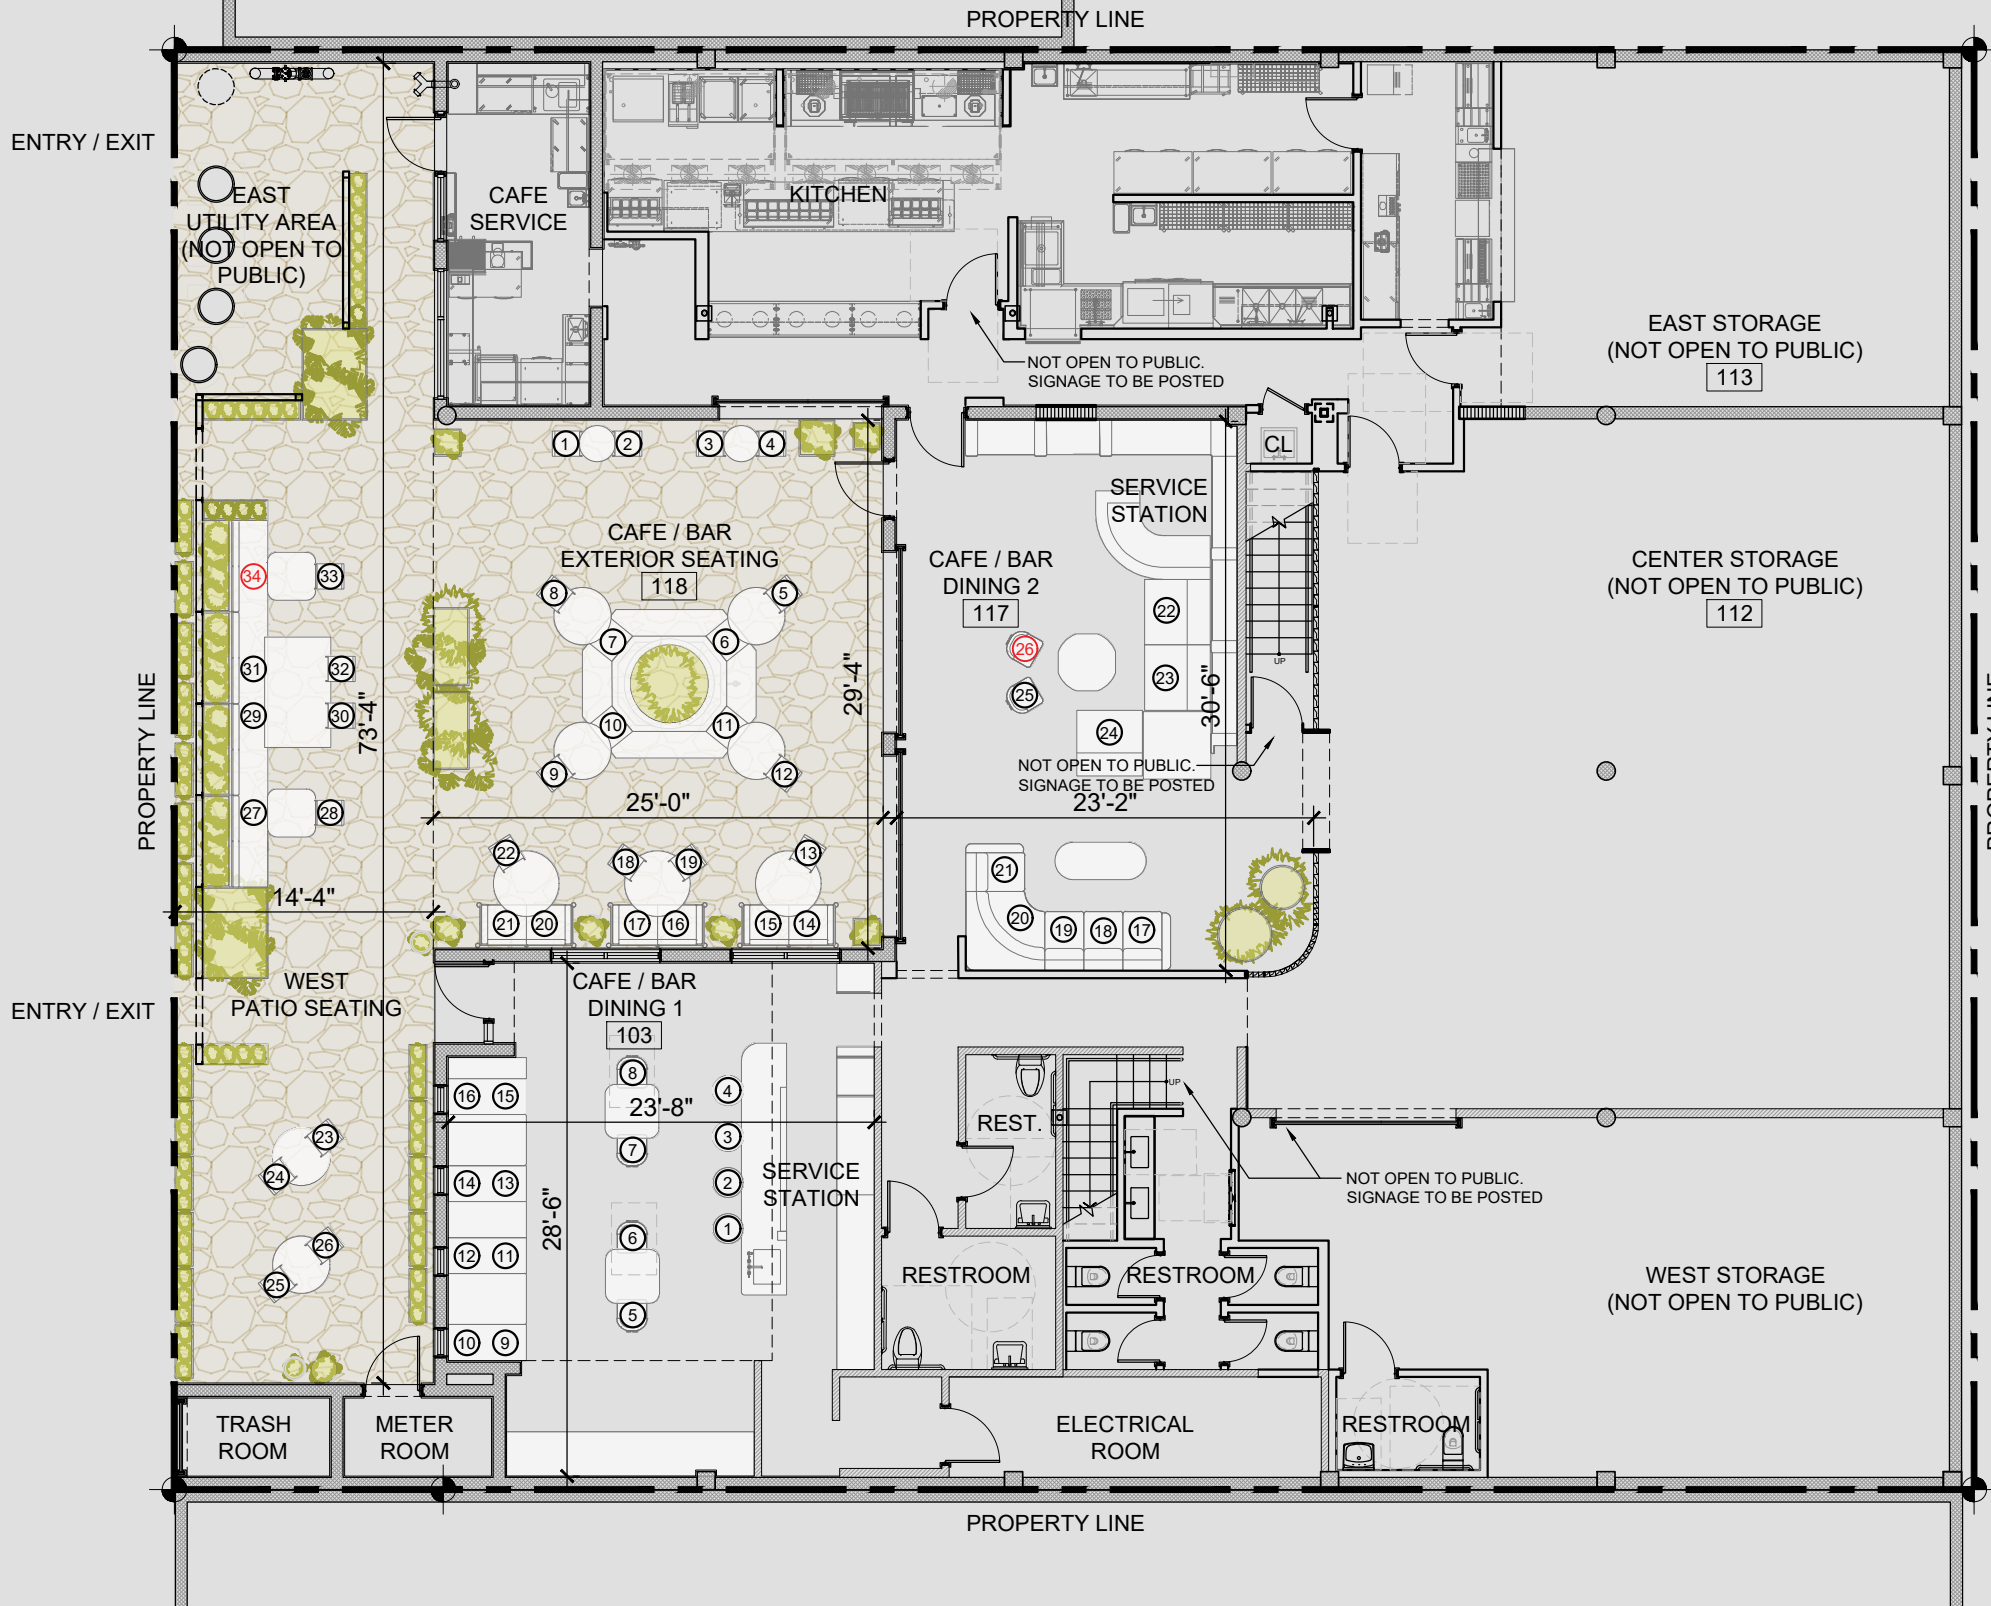 PROPERTY LINE
ENTRY / EXIT
EAST
UTILITY AREA
(NOT OPEN TO
PUBLIC)
CAFE
SERVICE
KITCHEN
NOT OPEN TO PUBLIC.
SIGNAGE TO BE POSTED
EAST STORAGE
(NOT OPEN TO PUBLIC)
113
CL
1
2
3
4
SERVICE
STATION
CAFE / BAR
EXTERIOR SEATING
118
CAFE / BAR
DINING 2
117
CENTER STORAGE
(NOT OPEN TO PUBLIC)
112
34
33
8
5
7
6
22
26
UP
31
32
23
25
29
30
10
11
24
9
12
27
28
PROPERTY LINE
73'-4"
29'-4"
30'-6"
PROPERTY LINE
NOT OPEN TO PUBLIC.
SIGNAGE TO BE POSTED
25'-0"
23'-2"
22
18
19
13
21
20
17
16
15
14
21
20
19
18
17
14'-4"
WEST
PATIO SEATING
ENTRY / EXIT
CAFE / BAR
DINING 1
103
16
15
8
4
23'-8"
3
7
14
13
2
1
12
11
6
5
10
9
23
24
26
25
28'-6"
SERVICE
STATION
REST.
UP
NOT OPEN TO PUBLIC.
SIGNAGE TO BE POSTED
RESTROOM
RESTROOM
WEST STORAGE
(NOT OPEN TO PUBLIC)
TRASH
ROOM
METER
ROOM
ELECTRICAL
ROOM
RESTROOM
PROPERTY LINE